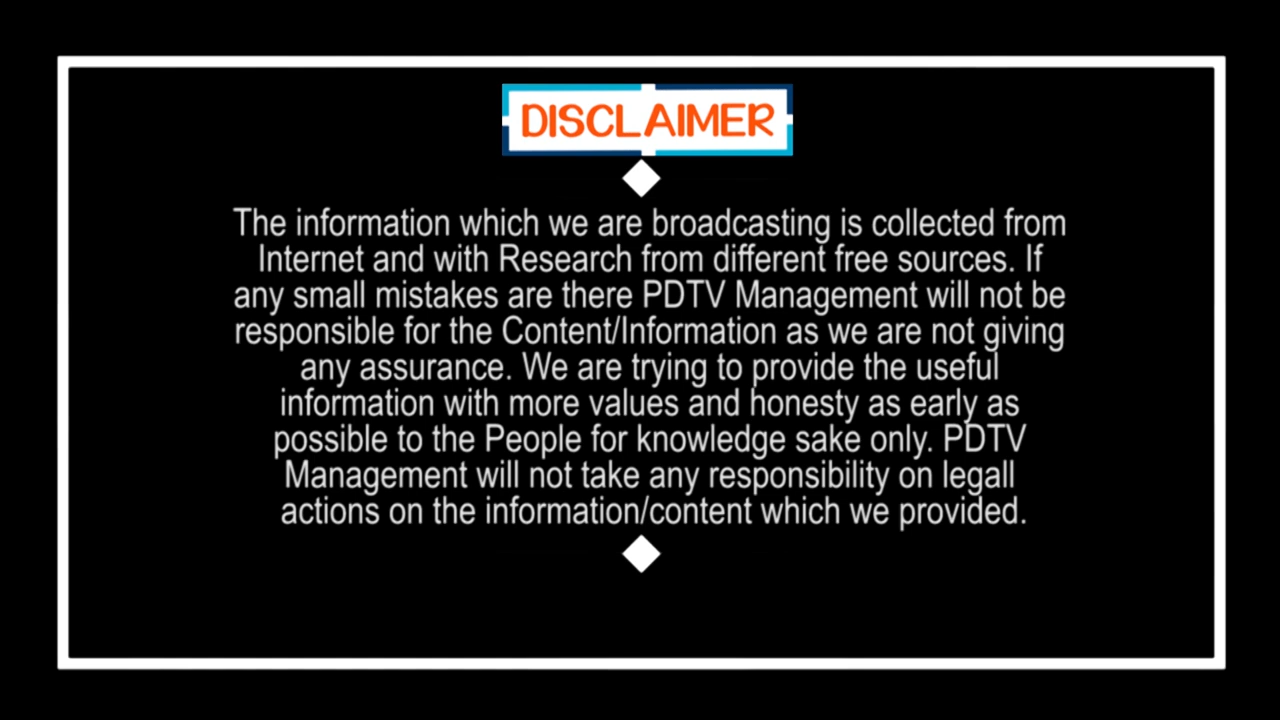 DISCLAIMER
The information which we are broadcasting is collected from
Internet and with Research from different free sources. If
any small mistakes are there PDTV Management will not be
responsible for the Content/Information as we are not giving
any assurance. We are trying to provide the useful
information with more values and honesty as early as
possible to the People for knowledge sake only. PDTV
Management will not take any responsibility on legall
actions on the information/content which we provided.